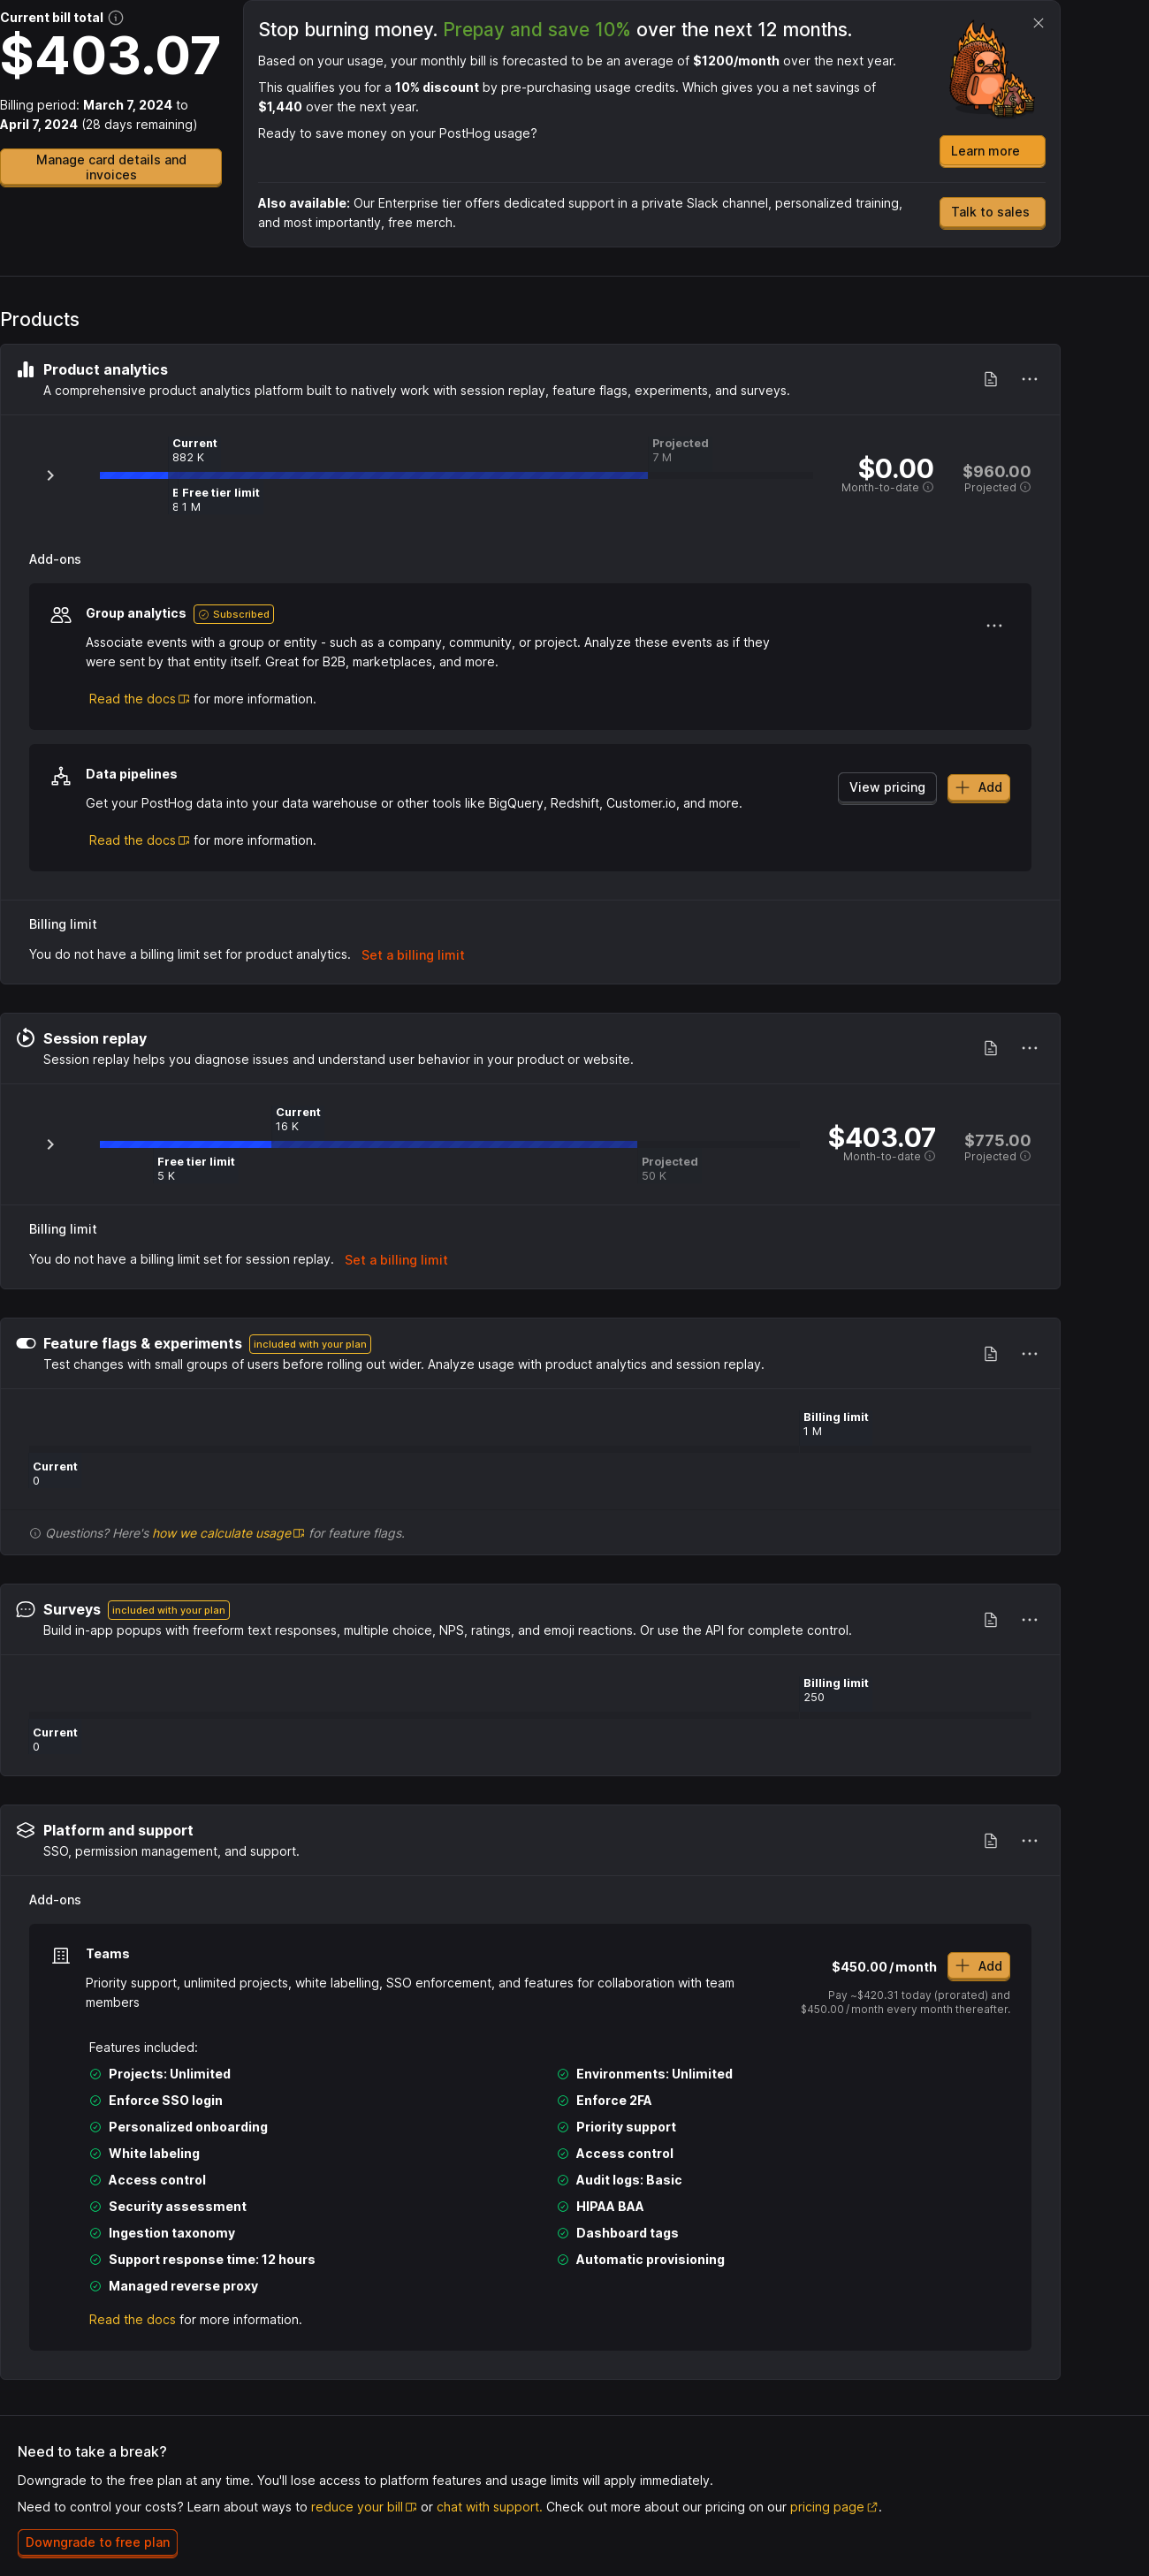 Current bill total
$403.07
Billing period: March 7, 2024 to
April 7, 2024 (28 days remaining)
Manage card details and
invoices
Stop burning money. Prepay and save 10% over the next 12 months.
Based on your usage, your monthly bill is forecasted to be an average of $1200/month over the next year.
This qualifies you for a 10% discount by pre-purchasing usage credits. Which gives you a net savings of
$1,440 over the next year.
Ready to save money on your PostHog usage?
Learn more
Also available: Our Enterprise tier offers dedicated support in a private Slack channel, personalized training,
and most importantly, free merch.
Talk to sales
Products
Product analytics
A comprehensive product analytics platform built to natively work with session replay, feature flags, experiments, and surveys.
Current
882 K
Projected
7 M
Free tier limit
1 M
$0.00
Month-to-date
$960.00
Projected
Add-ons
Group analytics Subscribed
Associate events with a group or entity - such as a company, community, or project. Analyze these events as if they
were sent by that entity itself. Great for B2B, marketplaces, and more.
Read the docs for more information.
Data pipelines
Get your PostHog data into your data warehouse or other tools like BigQuery, Redshift, Customer.io, and more.
View pricing
Add
Read the docs for more information.
Billing limit
You do not have a billing limit set for product analytics. Set a billing limit
Session replay
Session replay helps you diagnose issues and understand user behavior in your product or website.
Current
16 K
Free tier limit
5 K
Projected
50 K
$403.07
Month-to-date
$775.00
Projected
Billing limit
You do not have a billing limit set for session replay. Set a billing limit
Feature flags & experiments included with your plan
Test changes with small groups of users before rolling out wider. Analyze usage with product analytics and session replay.
Billing limit
1 M
Current
0
Questions? Here's how we calculate usage for feature flags.
Surveys included with your plan
Build in-app popups with freeform text responses, multiple choice, NPS, ratings, and emoji reactions. Or use the API for complete control.
Billing limit
250
Current
0
Platform and support
SSO, permission management, and support.
Add-ons
Teams
Priority support, unlimited projects, white labelling, SSO enforcement, and features for collaboration with team
members
$450.00/month
Add
Pay ~$420.31 today (prorated) and
$450.00/month every month thereafter.
Features included:
Projects: Unlimited
Environments: Unlimited
Enforce SSO login
Enforce 2FA
Personalized onboarding
Priority support
White labeling
Access control
Access control
Audit logs: Basic
Security assessment
HIPAA BAA
Ingestion taxonomy
Dashboard tags
Support response time: 12 hours
Automatic provisioning
Managed reverse proxy
Read the docs for more information.
Need to take a break?
Downgrade to the free plan at any time. You'll lose access to platform features and usage limits will apply immediately.
Need to control your costs? Learn about ways to reduce your bill or chat with support. Check out more about our pricing on our pricing page.
Downgrade to free plan